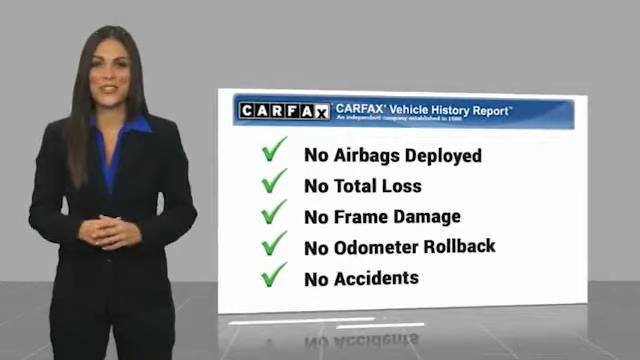 CARFAX CARFAX Vehicle History Report™
An independent company established in 1986
No Airbags Deployed
No Total Loss
No Frame Damage
No Odometer Rollback
No Accidents